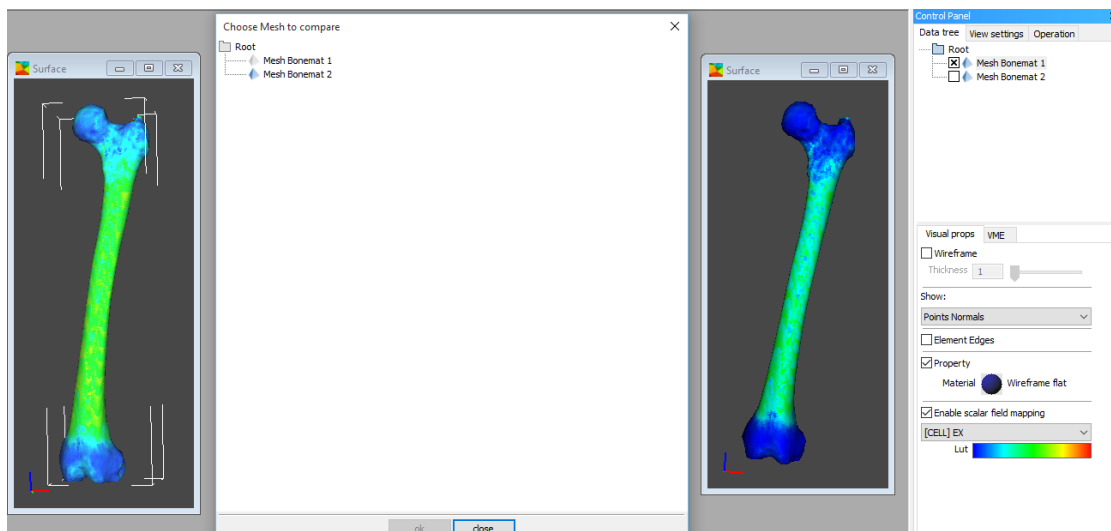 Choose Mesh to compare
Root
Mesh Bonemat 1
Mesh Bonemat 2
ok
close
Surface
Surface
Control Panel
Data tree
View settings
Operation
Root
Mesh Bonemat 1
Mesh Bonemat 2
Visual props
VME
Wireframe
Thickness 1
Show:
Points Normals
Element Edges
Property
Material Wireframe flat
Enable scalar field mapping
[CELL] EX
Lut